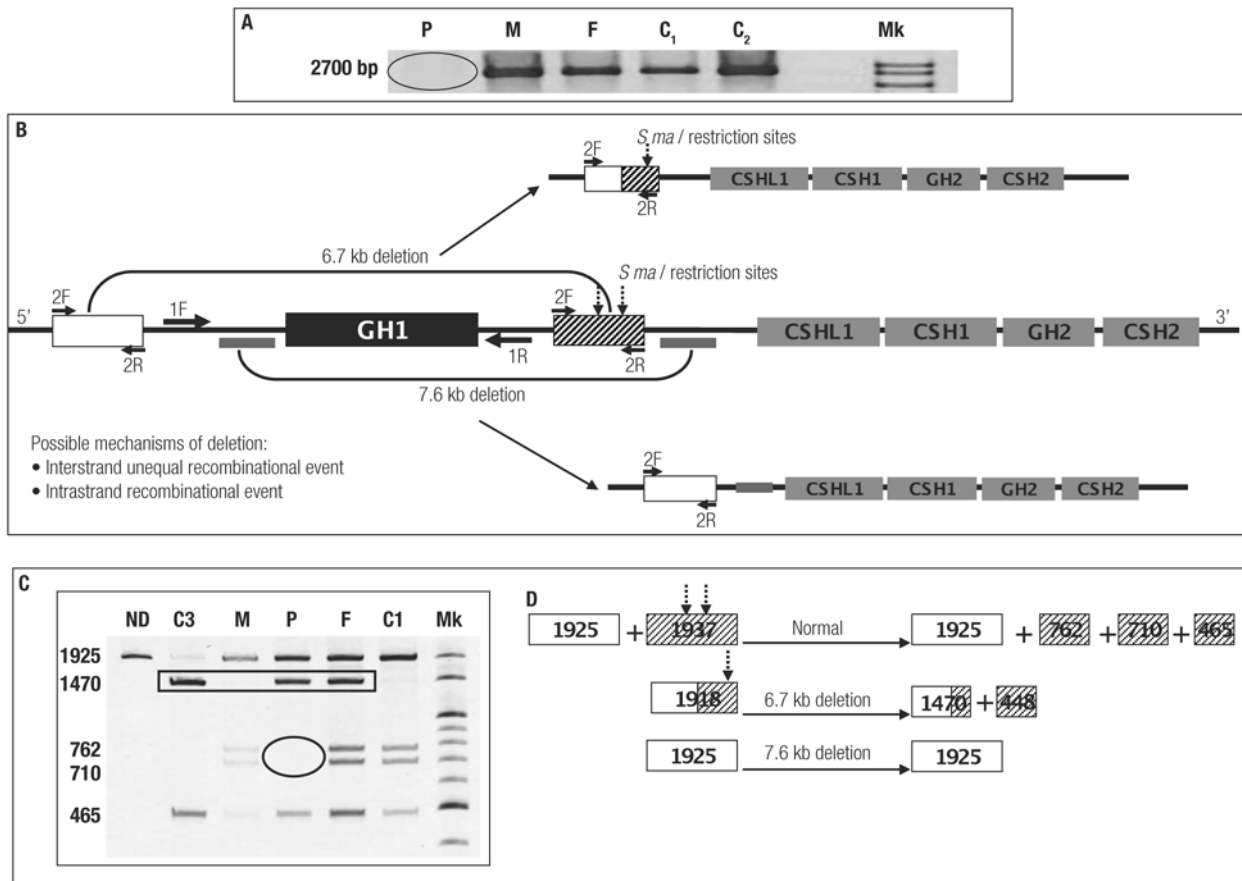 A
P M F C1 C2 Mk
2700 bp
B
S ma / restriction sites
2F
CSHL1 CSH1 GH2 CSH2
2R
6.7 kb deletion
S ma / restriction sites
2F 1F 2F
5' GH1 CSHL1 CSH1 GH2 CSH2 3'
2R 1R 2R
7.6 kb deletion
Possible mechanisms of deletion:
• Interstrand unequal recombinational event
• Intrastrand recombinational event
2F
CSHL1 CSH1 GH2 CSH2
2R
C
ND C3 M P F C1 Mk
1925
1470
762
710
465
D
1925 + 1937 Normal 1925 + 762 + 710 + 465
1918 6.7 kb deletion 1470 + 448
1925 7.6 kb deletion 1925